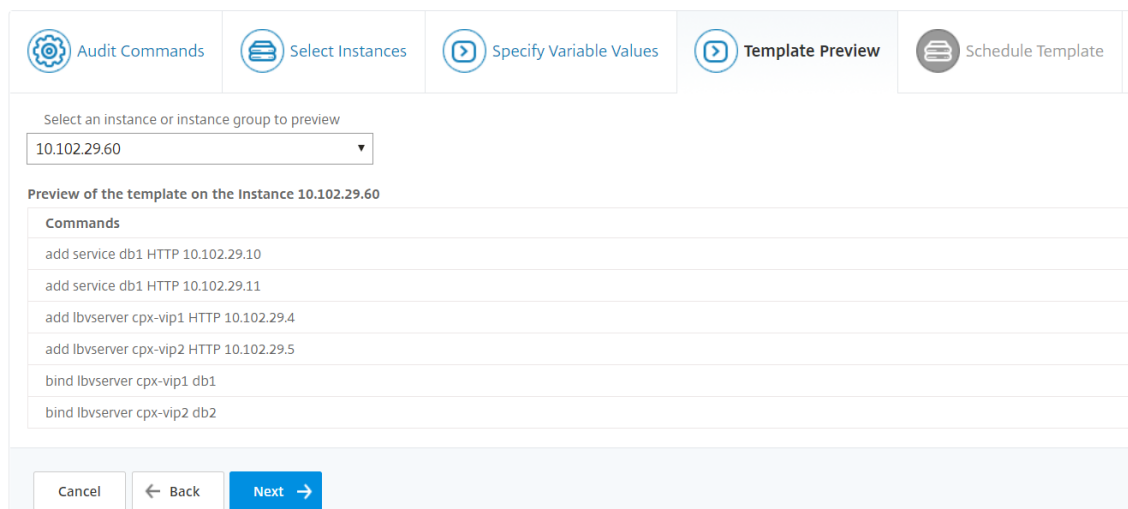 Audit Commands
Select Instances
Specify Variable Values
Template Preview
Schedule Template
Select an instance or instance group to preview
10.102.29.60
Preview of the template on the Instance 10.102.29.60
Commands
add service db1 HTTP 10.102.29.10
add service db1 HTTP 10.102.29.11
add lbvserver cpx-vip1 HTTP 10.102.29.4
add lbvserver cpx-vip2 HTTP 10.102.29.5
bind lbvserver cpx-vip1 db1
bind lbvserver cpx-vip2 db2
Cancel
Back
Next